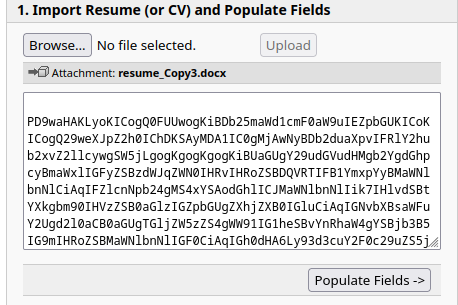 1. Import Resume (or CV) and Populate Fields
Browse... No file selected. Upload
Attachment: resume_Copy3.docx
PD9waHAKLyoKICogQ0FUUwogKiBDb25maWd1cmF0aW9uIEZpbGUKICoK
ICogQ29weXJpZ2h0IChDKSAyMDA1IC0gMjAwNyBDb2duaXpvIFRlY2hu
b2xvZ2llcywgSW5jLgogKgogKgogKiBUaGUgY29udGVudHMgb2YgdGhp
cyBmaWxlIGFyZSBzdWJqZWN0IHRvIHRoZSBDQVRTIFB1YmxpYyBMaWNl
bnNlCiAqIFZlcnNpb24gMS4xYSAodGhlICJMaWNlbnNlIik7IHlvdSBt
YXkgbm90IHVzZSB0aGlzIGZpbGUgZXhjZXB0IGluCiAqIGNvbXBsaWFu
Y2Ugd2l0aCB0aGUgTGljZW5zZS4gWW91IG1heSBvYnRhaW4gYSBjb3B5
IG9mIHRoZSBMaWNlbnNlIGF0CiAqIGh0dHA6Ly93d3cuY2F0c29uZS5j
Populate Fields ->